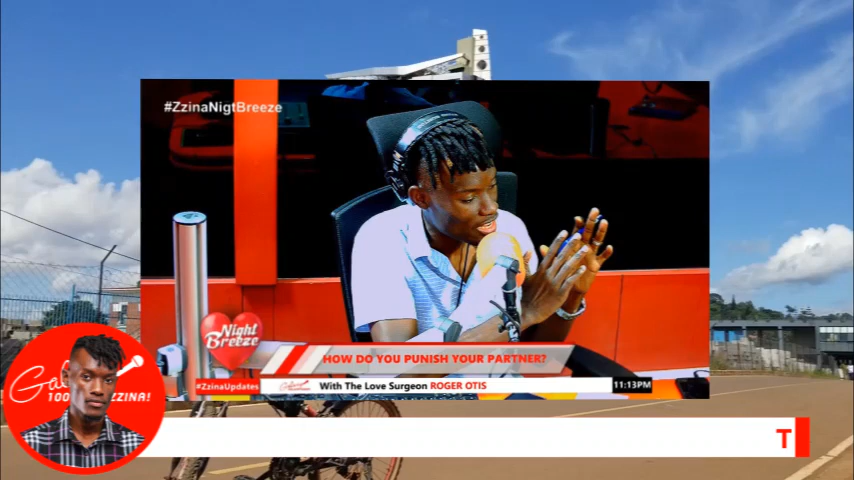 #ZzinaNigtBreeze
Night
Breeze
HOW DO YOU PUNISH YOUR PARTNER?
#ZzinaUpdates
With The Love Surgeon ROGER OTIS
11:13PM
100
ZZINA!
T